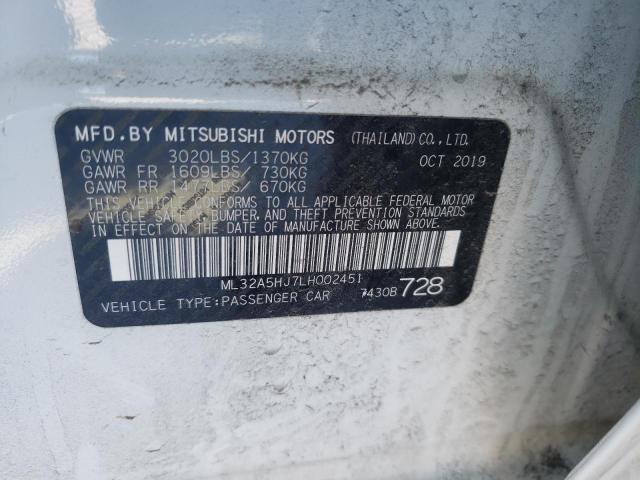 MFD. BY MITSUBISHI MOTORS (THAILAND) CO., LTD.
GVWR 3020LBS/1370KG OCT 2019
GAWR FR 1609LBS/ 730KG
GAWR RR 1477LBS/ 670KG
THIS VEHICLE CONFORMS TO ALL APPLICABLE FEDERAL MOTOR
VEHICLE SAFETY, BUMPER, AND THEFT PREVENTION STANDARDS
IN EFFECT ON THE DATE OF MANUFACTURE SHOWN ABOVE.
ML32A5HJ7LH002451
VEHICLE TYPE:PASSENGER CAR 7430B 728